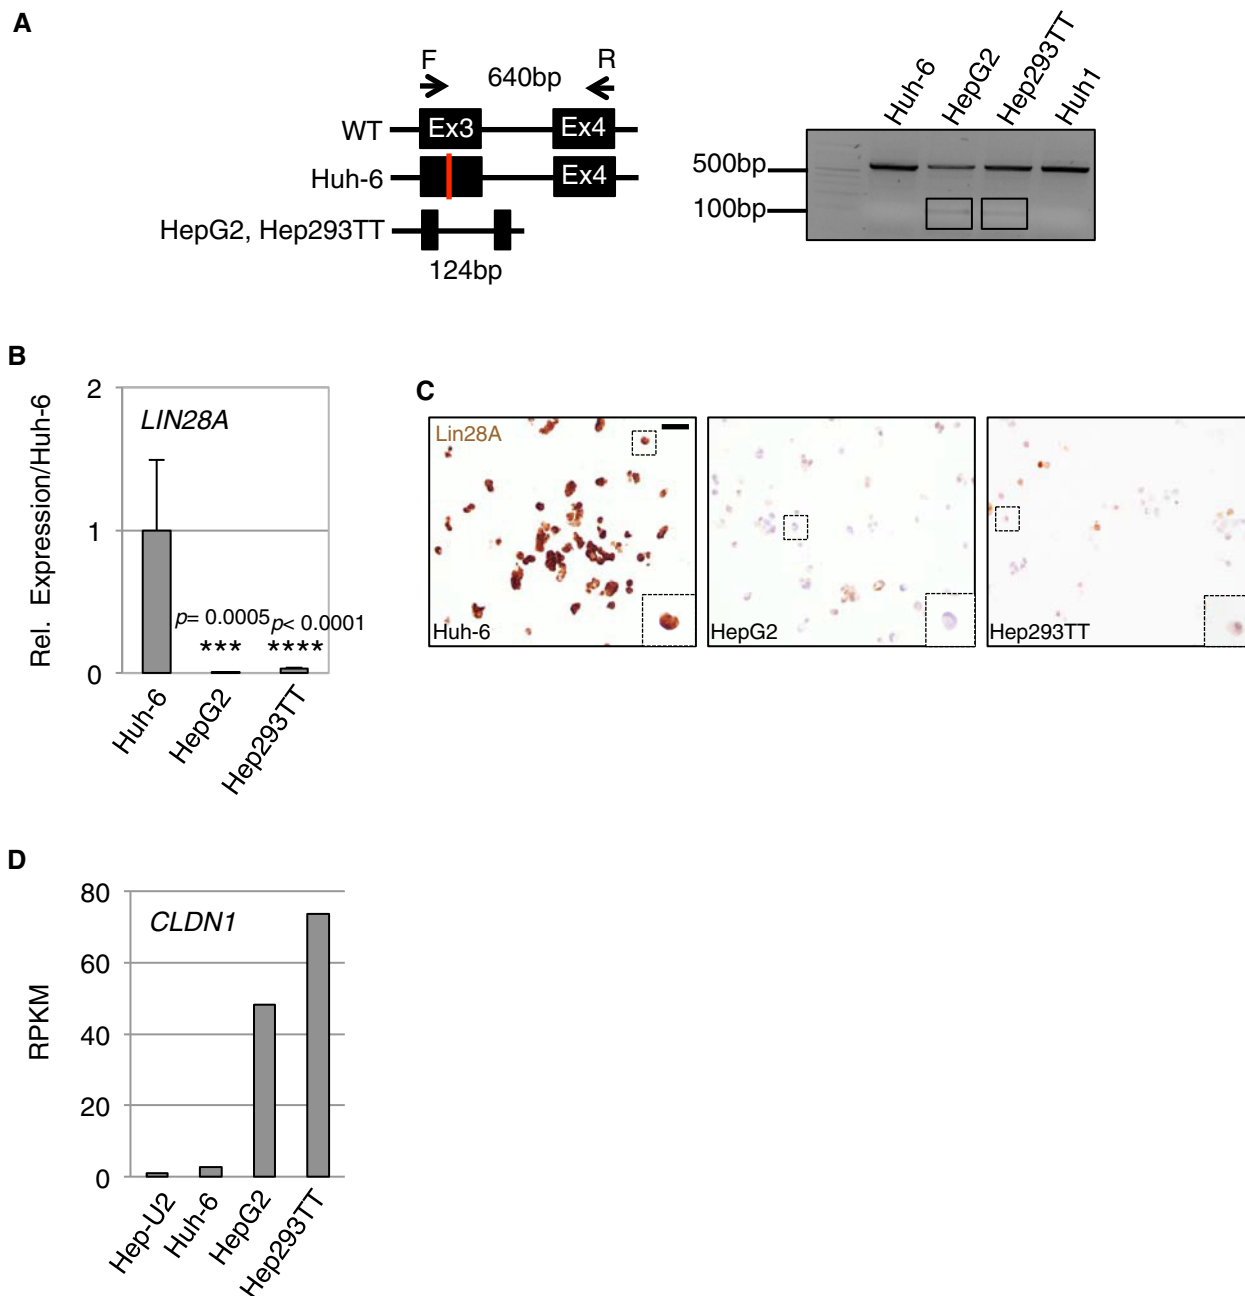 A
F
R
640bp
WT
Ex3
Ex4
Huh-6
Ex4
HepG2, Hep293TT
124bp
Huh-6
HepG2
Hep293TT
Huh1
500bp
100bp
B
Rel. Expression/Huh-6
2
1
0
LIN28A
p= 0.0005
p< 0.0001
***
****
Huh-6
HepG2
Hep293TT
C
Lin28A
Huh-6
HepG2
Hep293TT
D
RPKM
80
60
40
20
0
CLDN1
Hep-U2
Huh-6
HepG2
Hep293TT